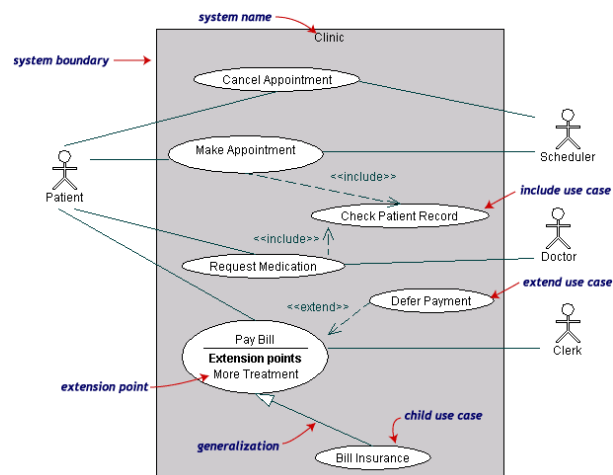 system name
Clinic
system boundary
Cancel Appointment
Make Appointment
Scheduler
<<include>>
Patient
include use case
Check Patient Record
<<include>>
Request Medication
Doctor
extend use case
<<extend>>
Defer Payment
Pay Bill
Extension points
More Treatment
Clerk
extension point
child use case
generalization
Bill Insurance